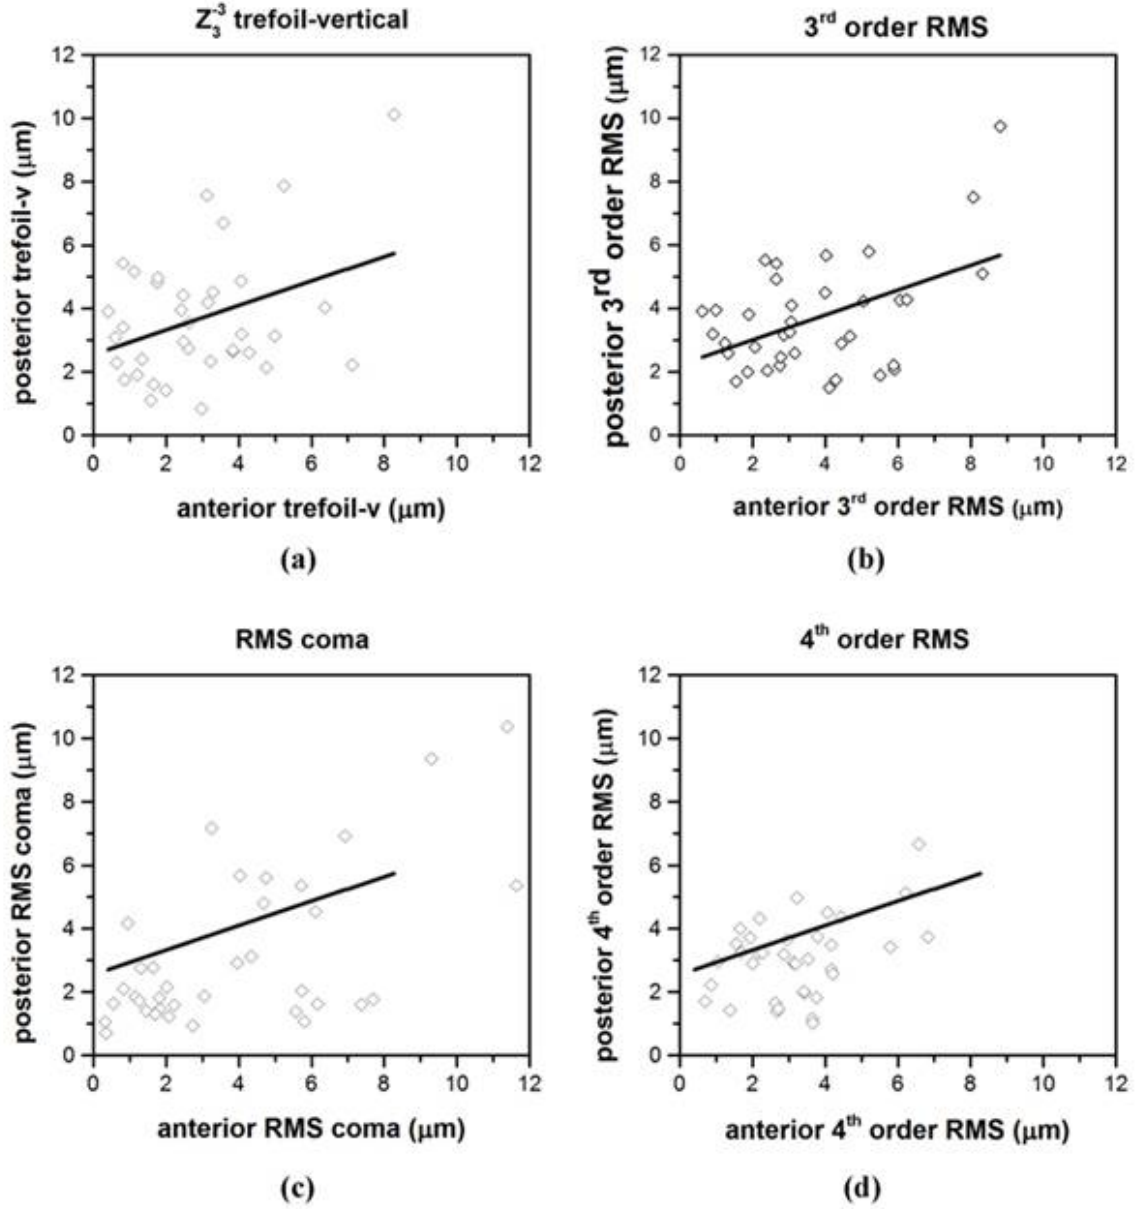 Z₃⁻³ trefoil-vertical
12
10
8
6
4
2
0
posterior trefoil-v (μm)
0 2 4 6 8 10 12
anterior trefoil-v (μm)
(a)
3rd order RMS
12
10
8
6
4
2
0
posterior 3rd order RMS (μm)
0 2 4 6 8 10 12
anterior 3rd order RMS (μm)
(b)
RMS coma
12
10
8
6
4
2
0
posterior RMS coma (μm)
0 2 4 6 8 10 12
anterior RMS coma (μm)
(c)
4th order RMS
12
10
8
6
4
2
0
posterior 4th order RMS (μm)
0 2 4 6 8 10 12
anterior 4th order RMS (μm)
(d)